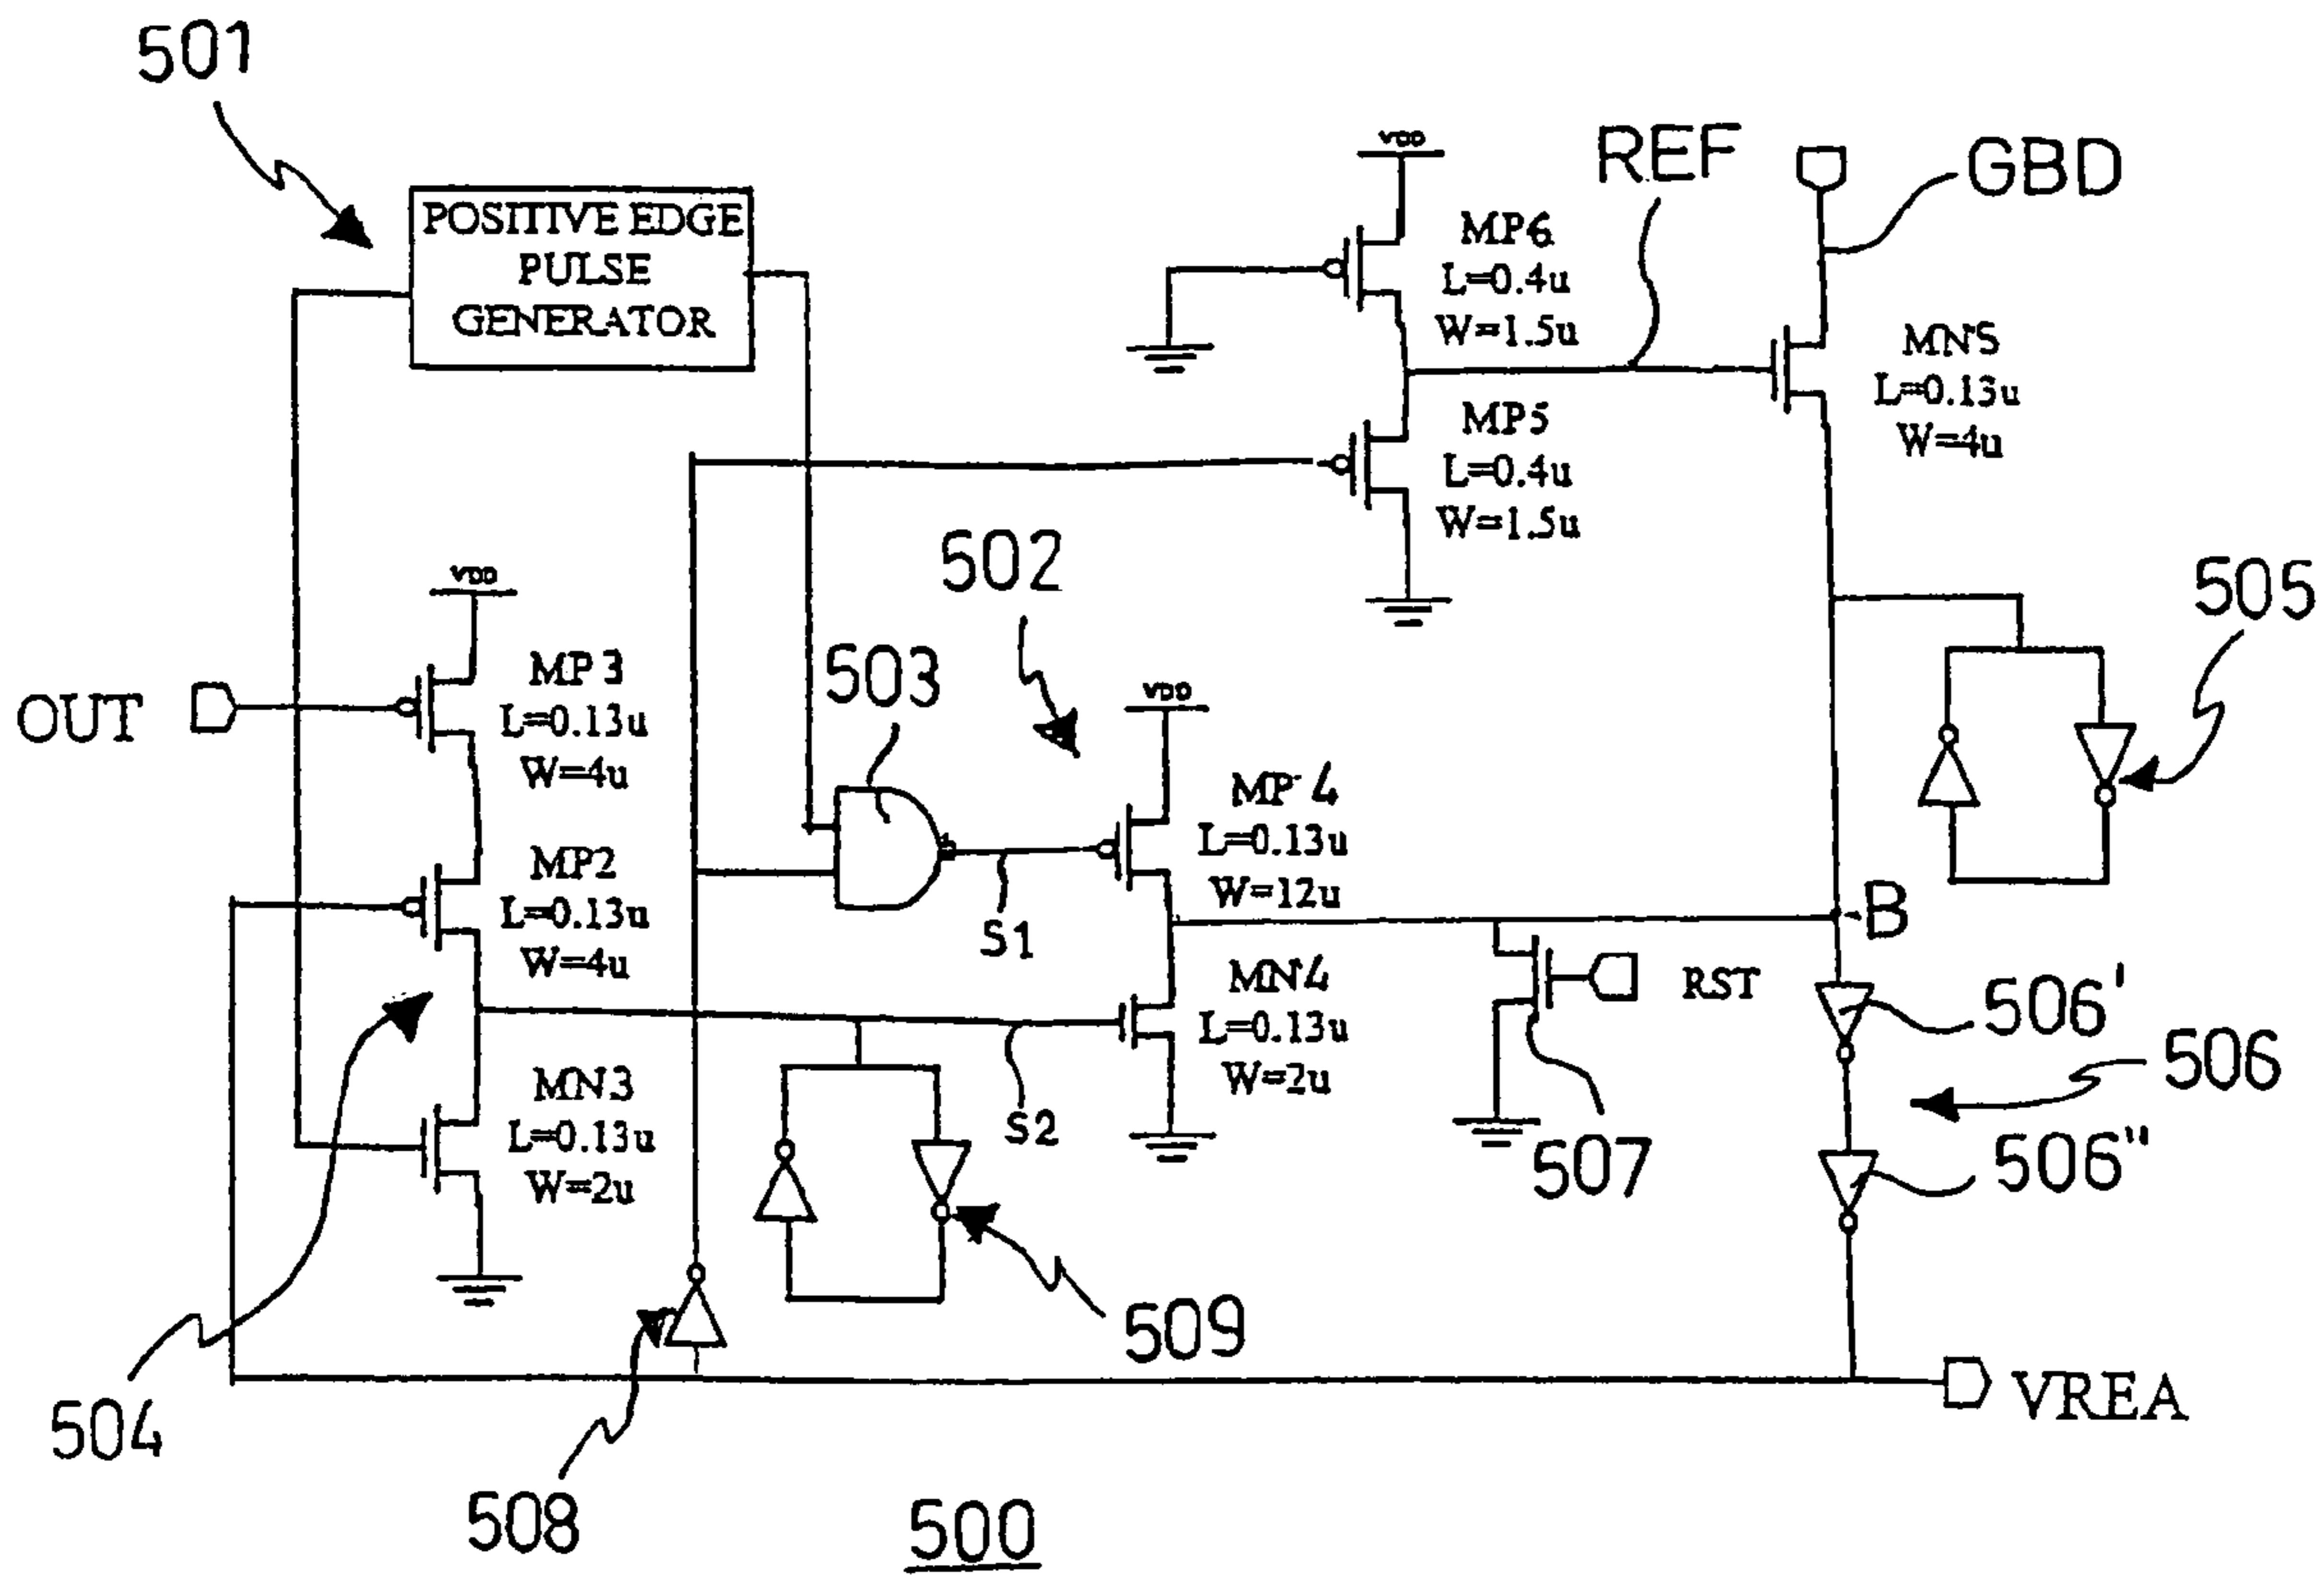 501
POSITIVE EDGE
PULSE
GENERATOR
VDD
REF
GBD
MP6
L=0.4u
W=1.5u
MN5
L=0.13u
W=4u
MP5
L=0.4u
W=1.5u
502
505
VDD
503
MP3
L=0.13u
W=4u
OUT
VDD
MP4
L=0.13u
W=12u
MP2
L=0.13u
W=4u
S1
B
MN4
L=0.13u
W=2u
RST
506'
506
MN3
L=0.13u
W=2u
S2
507
506"
509
504
VREA
508
500